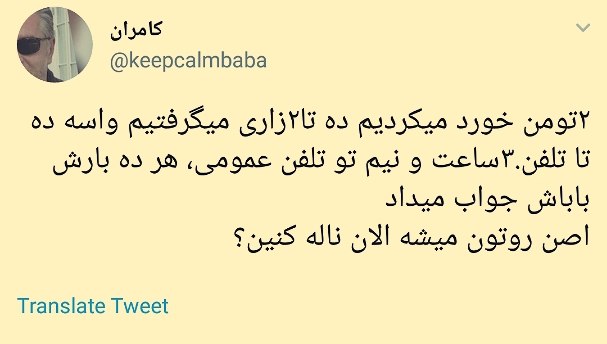 کامران
@keepcalmbaba
۲تومن خورد میکردیم ده تا۲زاری میگرفتیم واسه ده
تا تلفن.۳ساعت و نیم تو تلفن عمومی، هر ده بارش
باباش جواب میداد
اصن روتون میشه الان ناله کنین؟
Translate Tweet